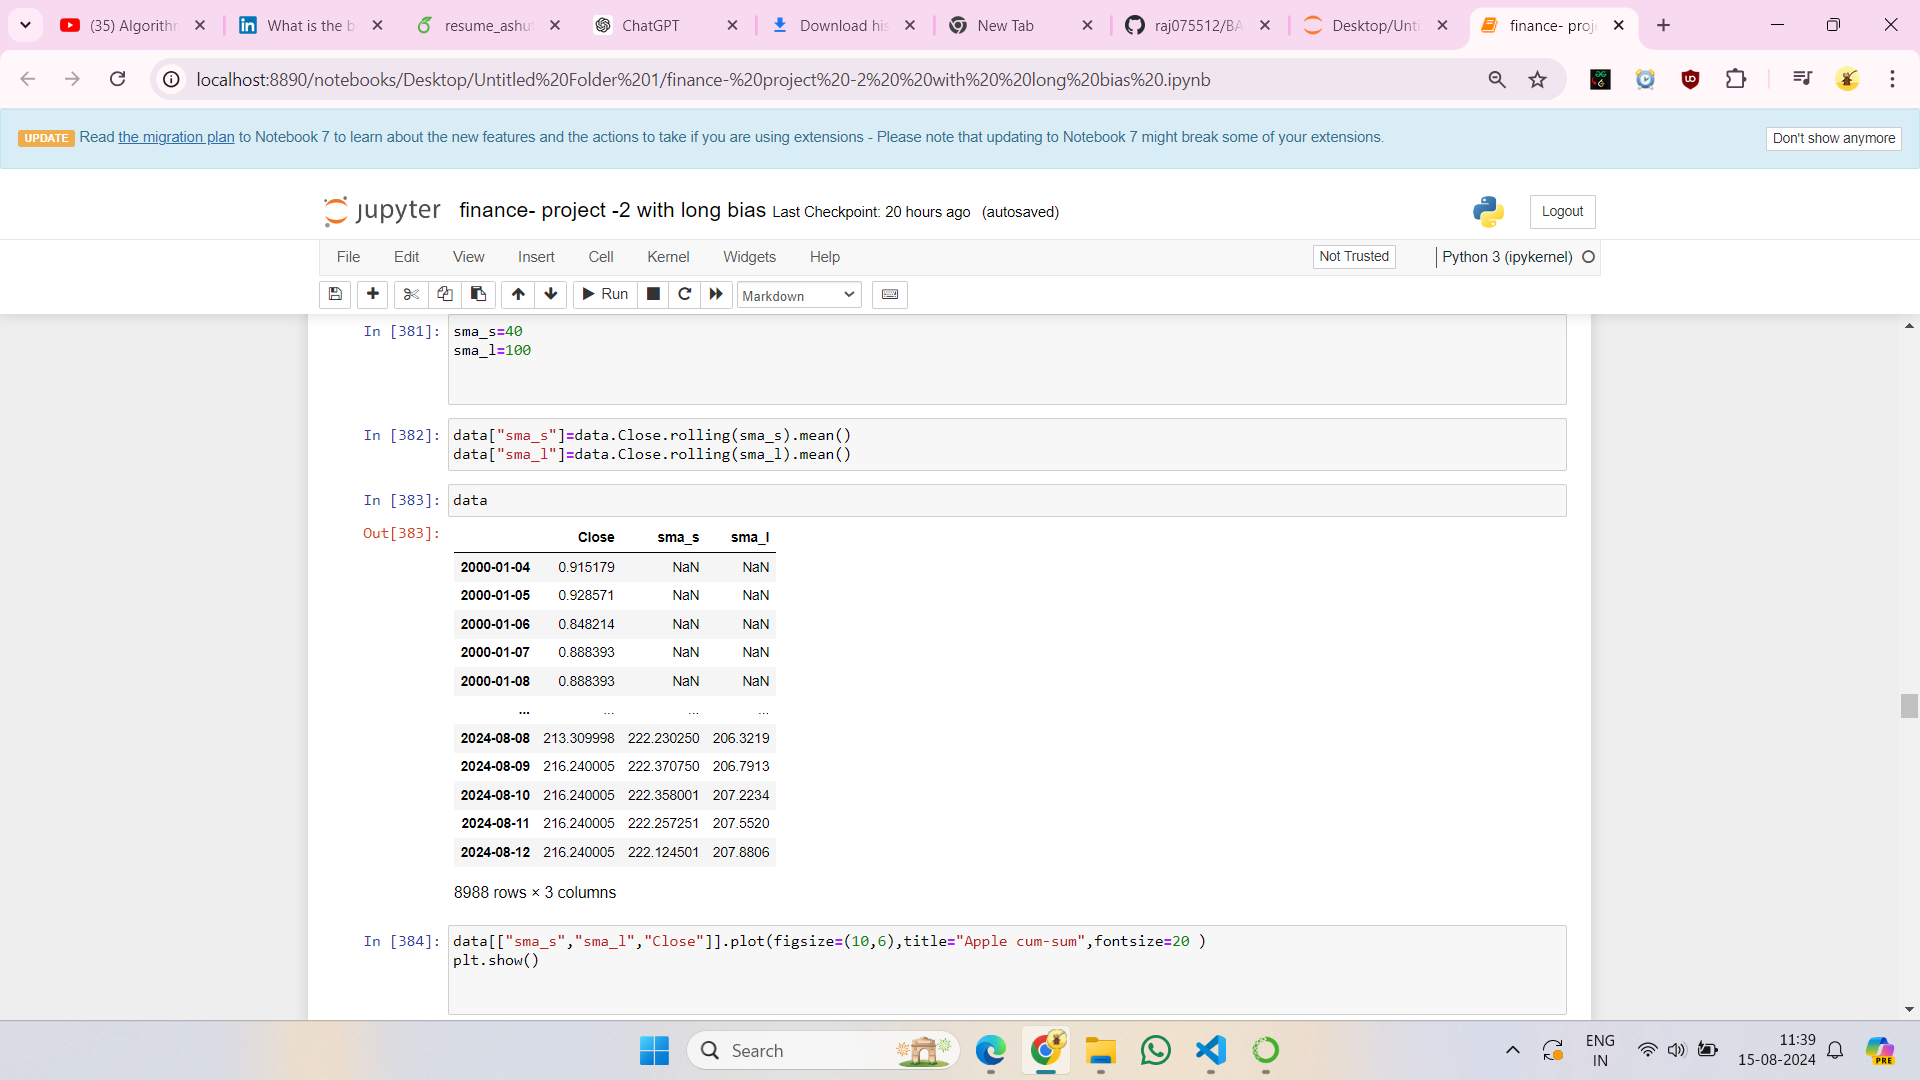 (35) Algorithm
What is the b
resume_ashu
ChatGPT
Download his
New Tab
raj075512/BA
Desktop/Unti
finance- proj
localhost:8890/notebooks/Desktop/Untitled%20Folder%201/finance-%20project%20-2%20%20with%20%20long%20bias%20.ipynb
UPDATE Read the migration plan to Notebook 7 to learn about the new features and the actions to take if you are using extensions - Please note that updating to Notebook 7 might break some of your extensions.
Don't show anymore
jupyter finance- project -2 with long bias Last Checkpoint: 20 hours ago (autosaved)
Logout
File Edit View Insert Cell Kernel Widgets Help
Not Trusted
Python 3 (ipykernel)
Run
Markdown
In [381]: sma_s=40
sma_l=100
In [382]: data["sma_s"]=data.Close.rolling(sma_s).mean()
data["sma_l"]=data.Close.rolling(sma_l).mean()
In [383]: data
Out[383]:
Close sma_s sma_l
2000-01-04 0.915179 NaN NaN
2000-01-05 0.928571 NaN NaN
2000-01-06 0.848214 NaN NaN
2000-01-07 0.888393 NaN NaN
2000-01-08 0.888393 NaN NaN
... ... ... ...
2024-08-08 213.309998 222.230250 206.3219
2024-08-09 216.240005 222.370750 206.7913
2024-08-10 216.240005 222.358001 207.2234
2024-08-11 216.240005 222.257251 207.5520
2024-08-12 216.240005 222.124501 207.8806
8988 rows × 3 columns
In [384]: data[["sma_s","sma_l","Close"]].plot(figsize=(10,6),title="Apple cum-sum",fontsize=20 )
plt.show()
Search
ENG
IN
11:39
15-08-2024
PRE